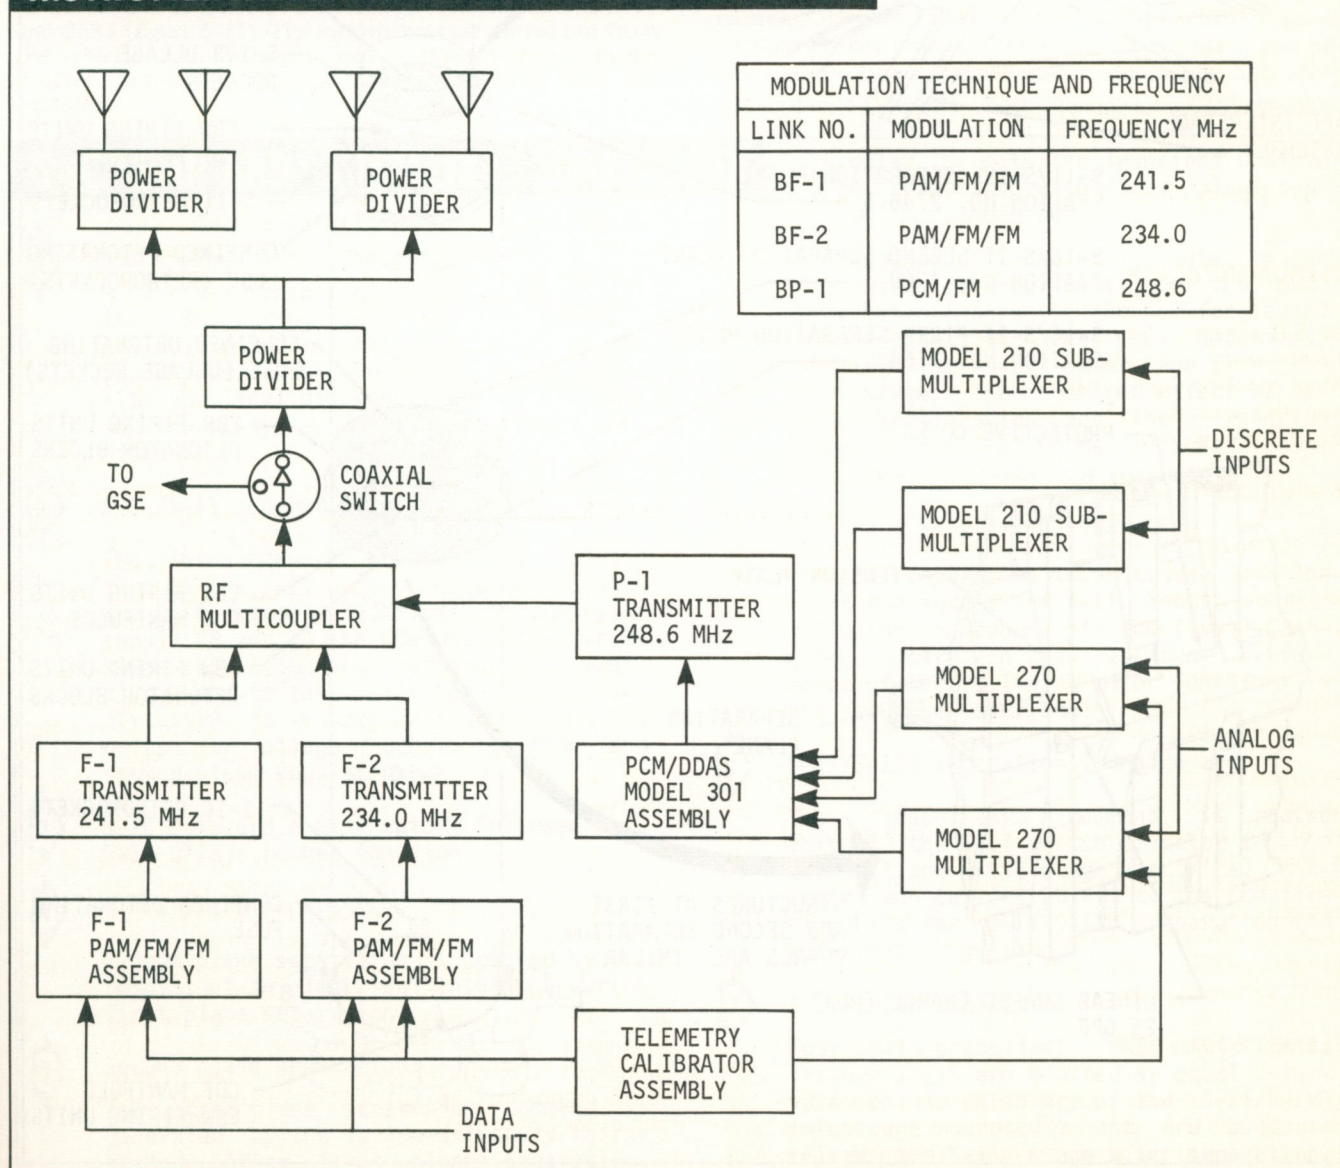 MODULATION TECHNIQUE AND FREQUENCY
LINK NO. MODULATION FREQUENCY MHz
BF-1 PAM/FM/FM 241.5
BF-2 PAM/FM/FM 234.0
BP-1 PCM/FM 248.6
POWER
DIVIDER
POWER
DIVIDER
POWER
DIVIDER
TO
GSE
COAXIAL
SWITCH
RF
MULTICOUPLER
P-1
TRANSMITTER
248.6 MHz
MODEL 210 SUB-
MULTIPLEXER
DISCRETE
INPUTS
MODEL 210 SUB-
MULTIPLEXER
MODEL 270
MULTIPLEXER
ANALOG
INPUTS
MODEL 270
MULTIPLEXER
F-1
TRANSMITTER
241.5 MHz
F-2
TRANSMITTER
234.0 MHz
PCM/DDAS
MODEL 301
ASSEMBLY
F-1
PAM/FM/FM
ASSEMBLY
F-2
PAM/FM/FM
ASSEMBLY
TELEMETRY
CALIBRATOR
ASSEMBLY
DATA
INPUTS